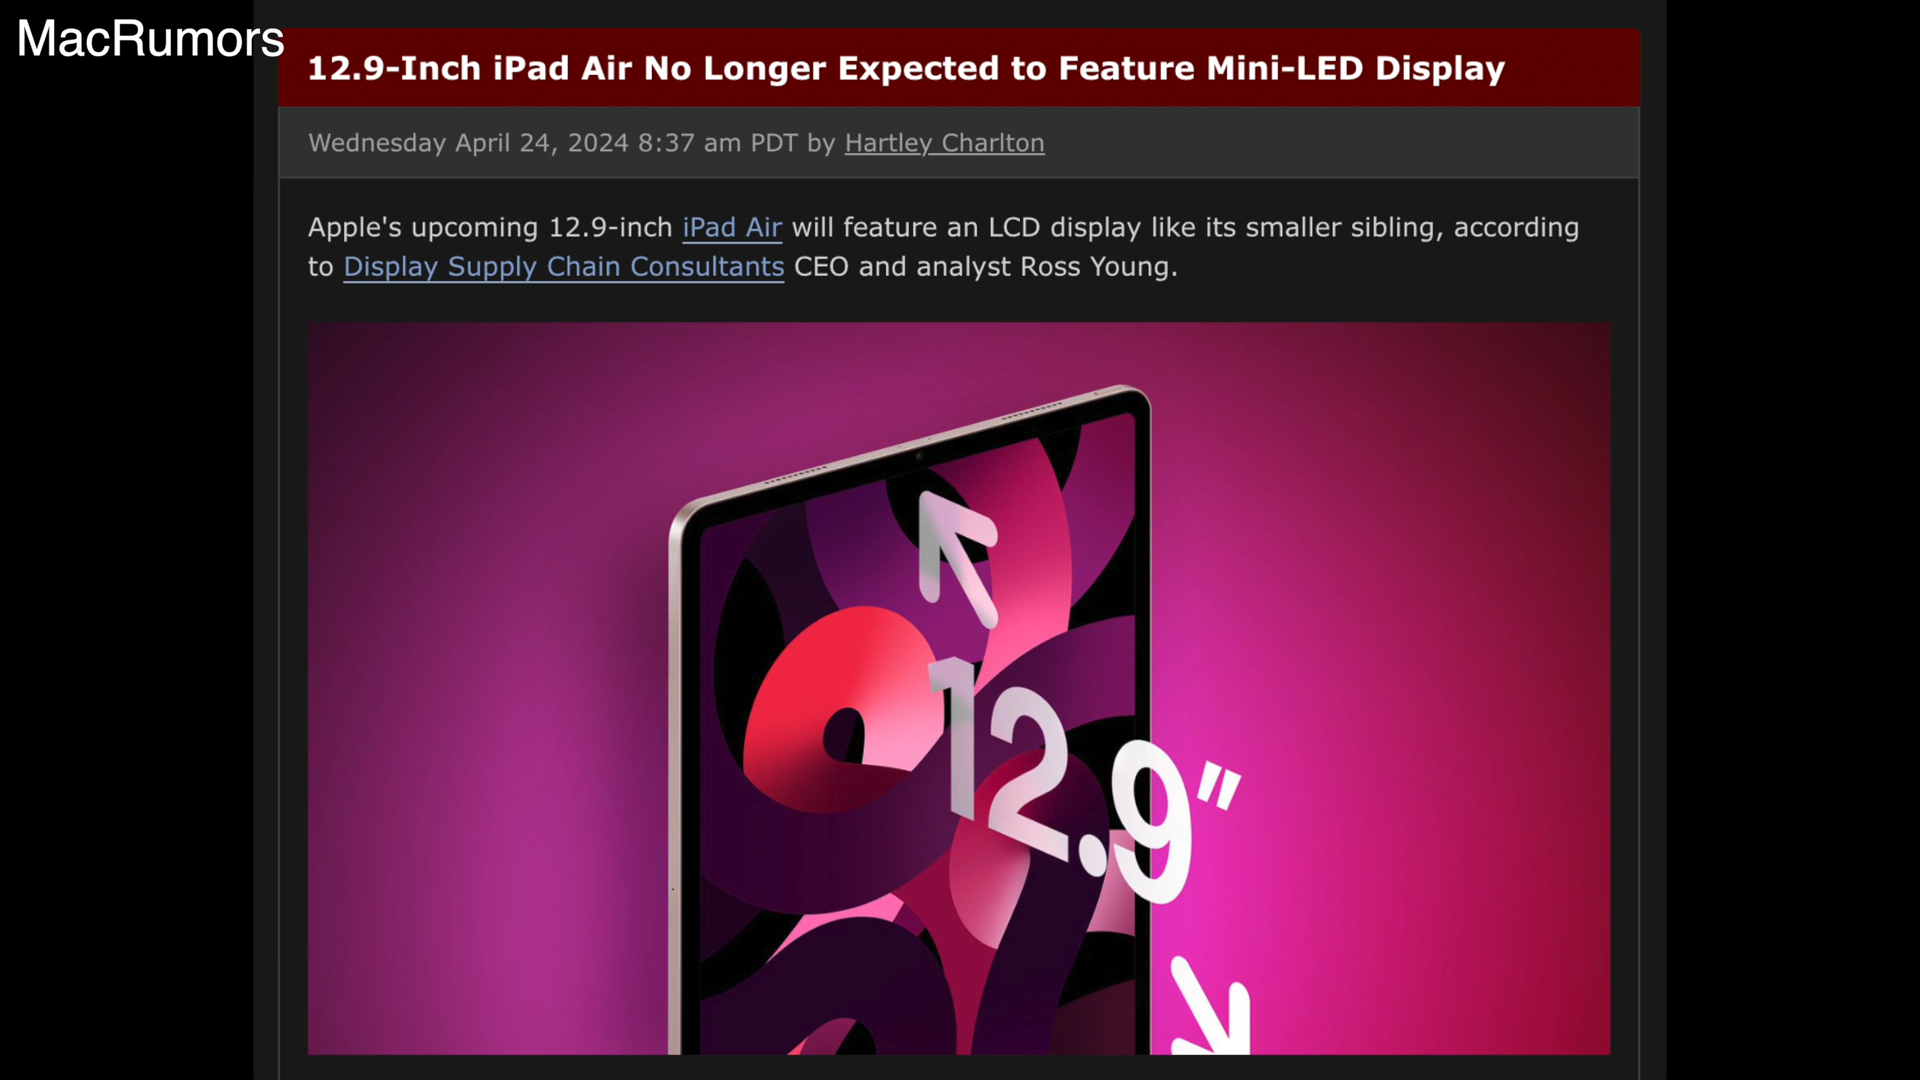 MacRumors
12.9-Inch iPad Air No Longer Expected to Feature Mini-LED Display
Wednesday April 24, 2024 8:37 am PDT by Hartley Charlton
Apple's upcoming 12.9-inch iPad Air will feature an LCD display like its smaller sibling, according
to Display Supply Chain Consultants CEO and analyst Ross Young.
12.9"